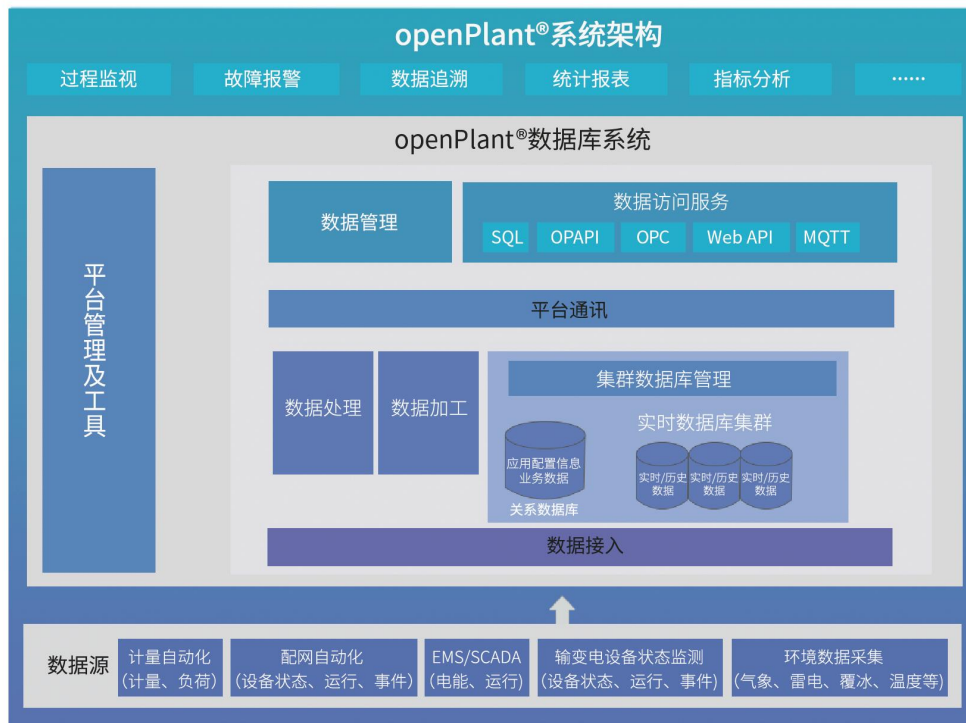 openPlant®系统架构
过程监视
故障报警
数据追溯
统计报表
指标分析
......
openPlant®数据库系统
平台管理及工具
数据管理
数据访问服务
SQL
OPAPI
OPC
Web API
MQTT
平台通讯
数据处理
数据加工
集群数据库管理
实时数据库集群
应用配置信息
业务数据
关系数据库
实时/历史
数据
实时/历史
数据
实时/历史
数据
数据接入
数据源
计量自动化
(计量、负荷)
配网自动化
(设备状态、运行、事件)
EMS/SCADA
(电能、运行)
输变电设备状态监测
(设备状态、运行、事件)
环境数据采集
(气象、雷电、覆冰、温度等)